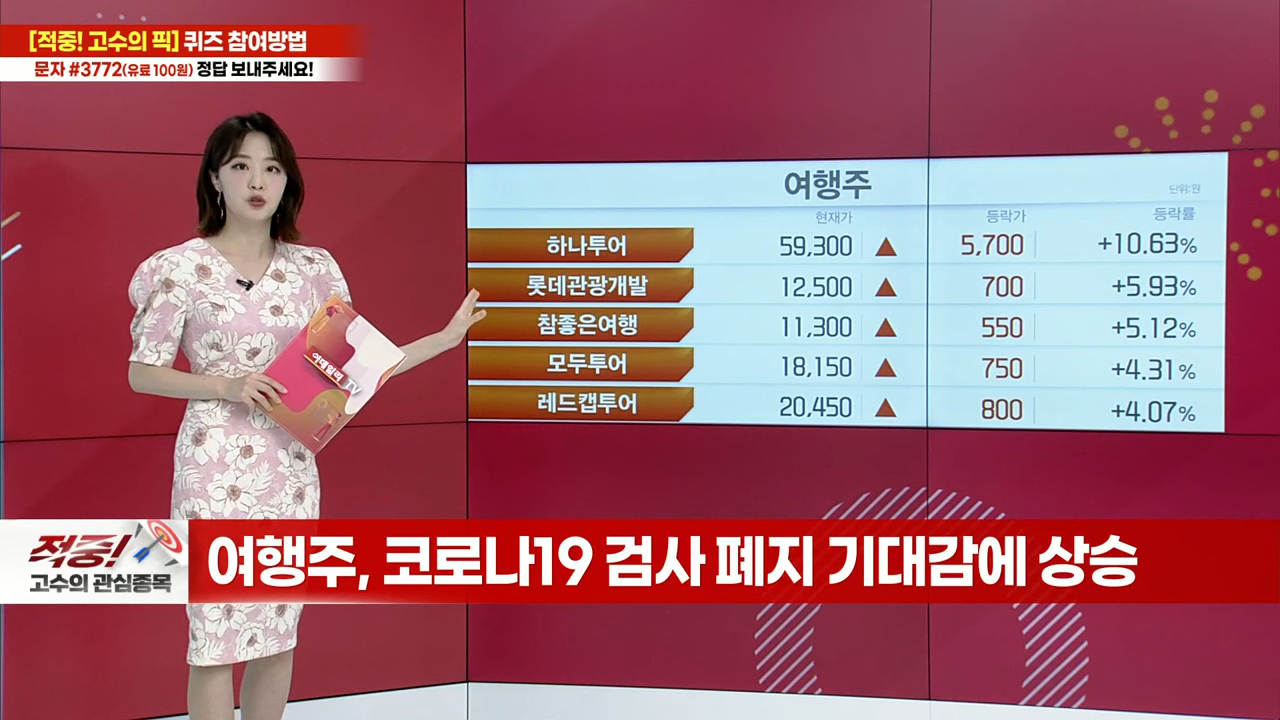 [적중! 고수의 픽] 퀴즈 참여방법
문자 #3772(유료 100원) 정답 보내주세요!
여행주
단위:원
현재가 등락가 등락률
하나투어 59,300 ▲ 5,700 +10.63%
롯데관광개발 12,500 ▲ 700 +5.93%
참좋은여행 11,300 ▲ 550 +5.12%
모두투어 18,150 ▲ 750 +4.31%
레드캡투어 20,450 ▲ 800 +4.07%
이데일리 TV
적중!
고수의 관심종목
여행주, 코로나19 검사 폐지 기대감에 상승